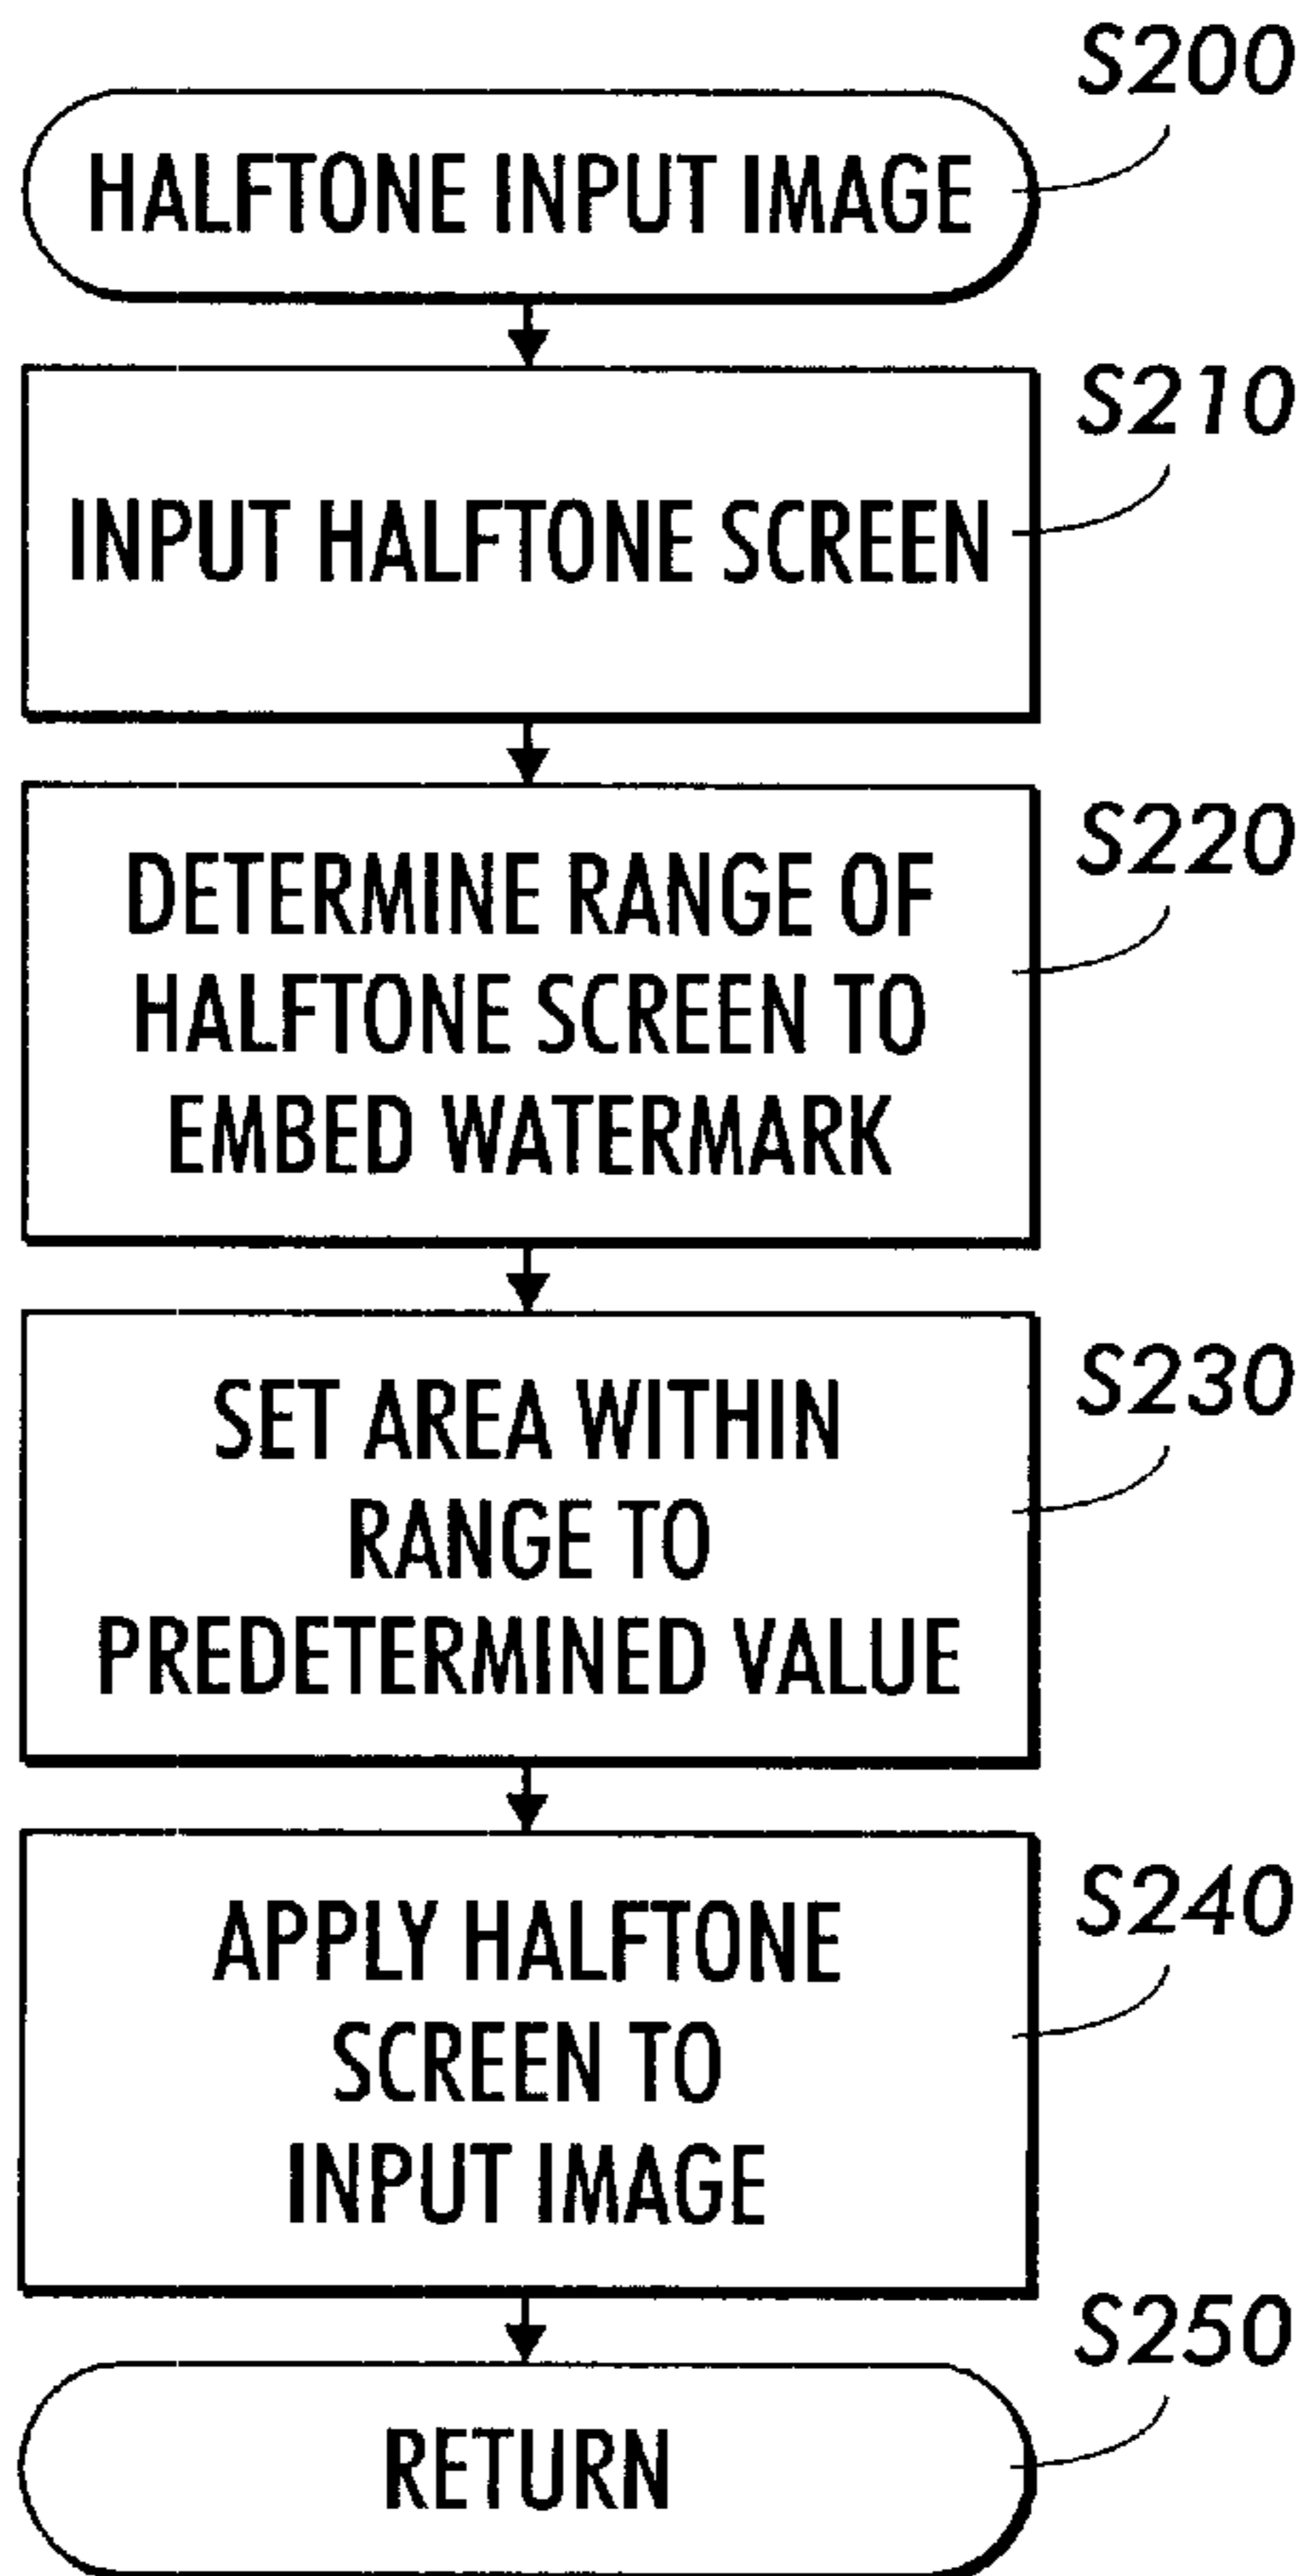 S200
HALFTONE INPUT IMAGE
S210
INPUT HALFTONE SCREEN
S220
DETERMINE RANGE OF
HALFTONE SCREEN TO
EMBED WATERMARK
S230
SET AREA WITHIN
RANGE TO
PREDETERMINED VALUE
S240
APPLY HALFTONE
SCREEN TO
INPUT IMAGE
S250
RETURN